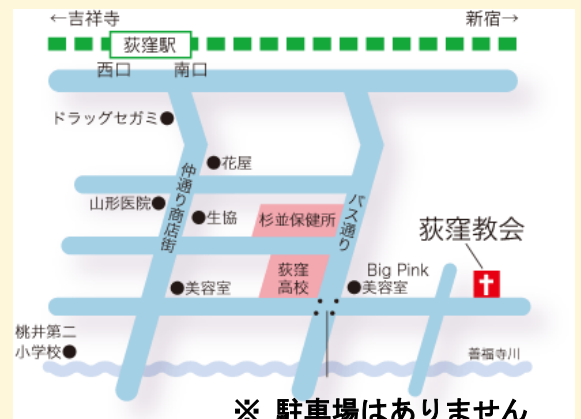 ←吉祥寺
新宿→
荻窪駅
西口
南口
ドラッグセガミ●
●花屋
仲通り商店街
山形医院●
●生協
杉並保健所
バス通り
荻窪教会
荻窪
高校
Big Pink
●美容室
●美容室
桃井第二
小学校●
善福寺川
※ 駐車場はありません